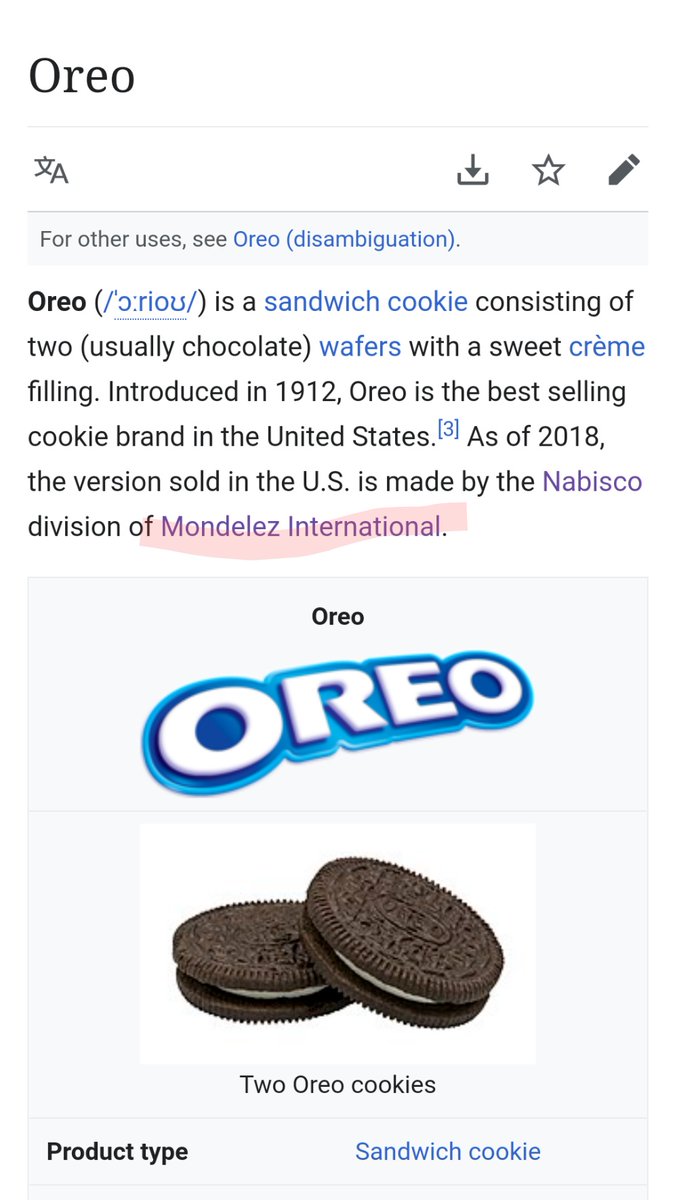 Oreo
文A
For other uses, see Oreo (disambiguation).
Oreo (/ˈɔːrioʊ/) is a sandwich cookie consisting of
two (usually chocolate) wafers with a sweet crème
filling. Introduced in 1912, Oreo is the best selling
cookie brand in the United States.[3] As of 2018,
the version sold in the U.S. is made by the Nabisco
division of Mondelez International.
Oreo
OREO
OREO
Two Oreo cookies
Product type Sandwich cookie